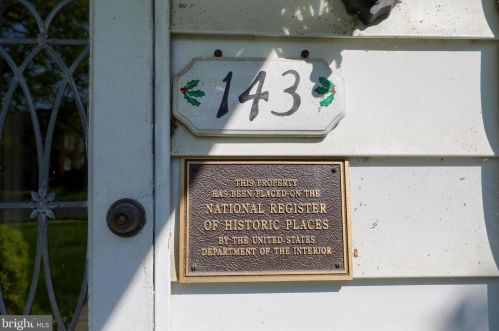 143
THIS PROPERTY
HAS BEEN PLACED ON THE
NATIONAL REGISTER
OF HISTORIC PLACES
BY THE UNITED STATES
DEPARTMENT OF THE INTERIOR
bright MLS